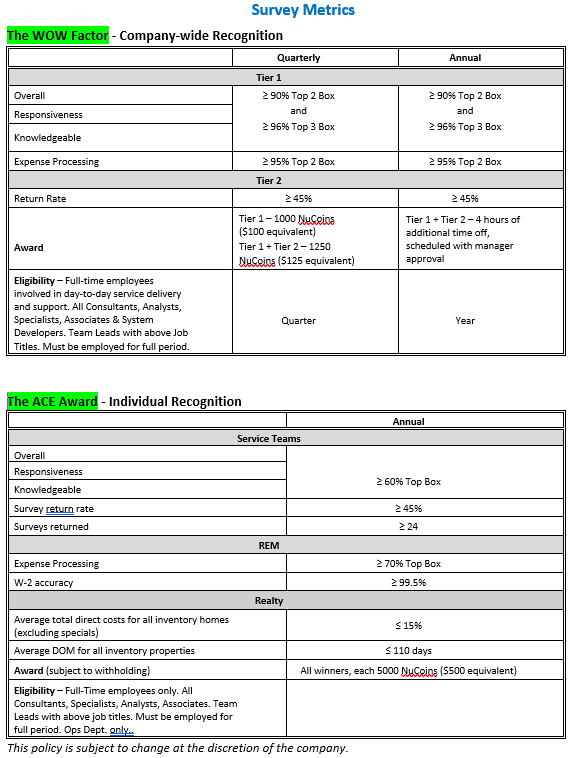 Survey Metrics
The WOW Factor - Company-wide Recognition
Quarterly Annual
Tier 1
Overall
Responsiveness
Knowledgeable
≥ 90% Top 2 Box
and
≥ 96% Top 3 Box
≥ 90% Top 2 Box
and
≥ 96% Top 3 Box
Expense Processing ≥ 95% Top 2 Box ≥ 95% Top 2 Box
Tier 2
Return Rate ≥ 45% ≥ 45%
Award
Tier 1 – 1000 NuCoins
($100 equivalent)
Tier 1 + Tier 2 – 1250
NuCoins ($125 equivalent)
Tier 1 + Tier 2 – 4 hours of
additional time off,
scheduled with manager
approval
Eligibility – Full-time employees
involved in day-to-day service delivery
and support. All Consultants, Analysts,
Specialists, Associates & System
Developers. Team Leads with above Job
Titles. Must be employed for full period.
Quarter
Year
The ACE Award - Individual Recognition
Annual
Service Teams
Overall
Responsiveness
Knowledgeable
≥ 60% Top Box
Survey return rate ≥ 45%
Surveys returned ≥ 24
REM
Expense Processing ≥ 70% Top Box
W-2 accuracy ≥ 99.5%
Realty
Average total direct costs for all inventory homes
(excluding specials)
≤ 15%
Average DOM for all inventory properties ≤ 110 days
Award (subject to withholding) All winners, each 5000 NuCoins ($500 equivalent)
Eligibility – Full-Time employees only. All
Consultants, Specialists, Analysts, Associates. Team
Leads with above job titles. Must be employed for
full period. Ops Dept. only..
This policy is subject to change at the discretion of the company.